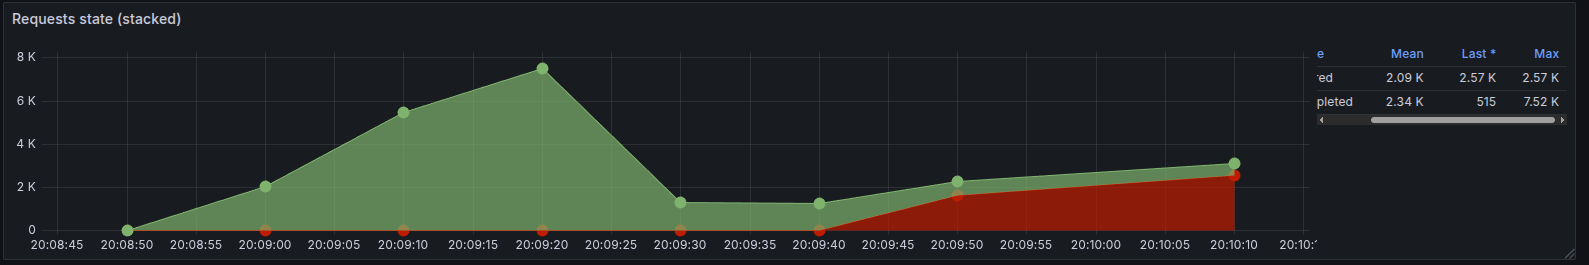 Requests state (stacked)
8 K
6 K
4 K
2 K
0
20:08:45 20:08:50 20:08:55 20:09:00 20:09:05 20:09:10 20:09:15 20:09:20 20:09:25 20:09:30 20:09:35 20:09:40 20:09:45 20:09:50 20:09:55 20:10:00 20:10:05 20:10:10 20:10:
e Mean Last * Max
red 2.09 K 2.57 K 2.57 K
pleted 2.34 K 515 7.52 K